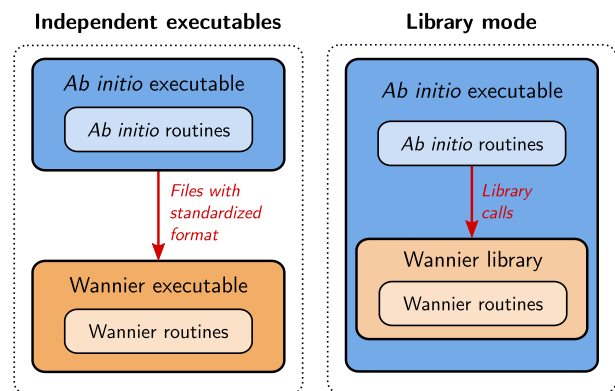 Independent executables
Ab initio executable
Ab initio routines
Files with
standardized
format
Wannier executable
Wannier routines
Library mode
Ab initio executable
Ab initio routines
Library
calls
Wannier library
Wannier routines